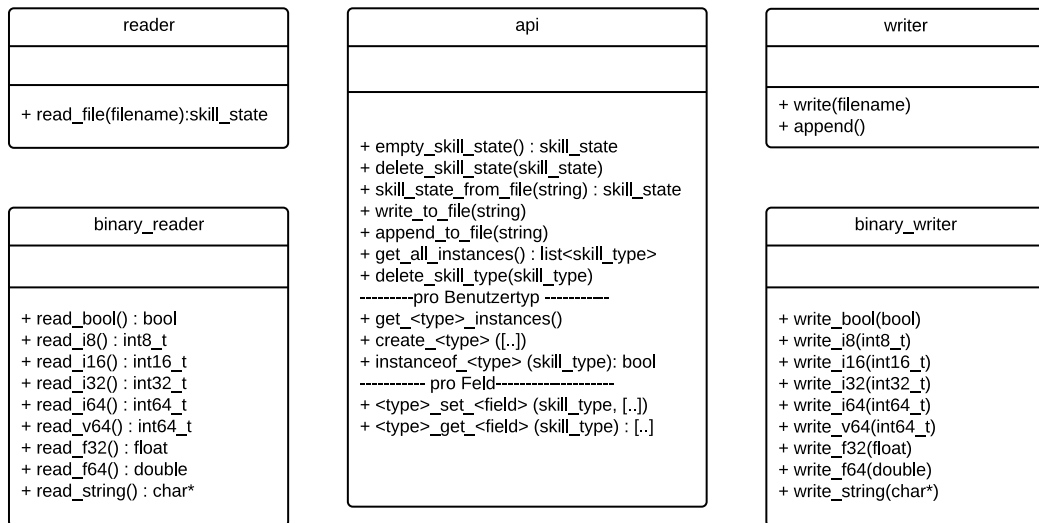 reader
+ read_file(filename):skill_state
binary_reader
+ read_bool() : bool
+ read_i8() : int8_t
+ read_i16() : int16_t
+ read_i32() : int32_t
+ read_i64() : int64_t
+ read_v64() : int64_t
+ read_f32() : float
+ read_f64() : double
+ read_string() : char*
api
+ empty_skill_state() : skill_state
+ delete_skill_state(skill_state)
+ skill_state_from_file(string) : skill_state
+ write_to_file(string)
+ append_to_file(string)
+ get_all_instances() : list<skill_type>
+ delete_skill_type(skill_type)
---------pro Benutzertyp -----------
+ get_<type>_instances()
+ create_<type> ([..])
+ instanceof_<type> (skill_type): bool
----------- pro Feld--------------------
+ <type>_set_<field> (skill_type, [..])
+ <type>_get_<field> (skill_type) : [..]
writer
+ write(filename)
+ append()
binary_writer
+ write_bool(bool)
+ write_i8(int8_t)
+ write_i16(int16_t)
+ write_i32(int32_t)
+ write_i64(int64_t)
+ write_v64(int64_t)
+ write_f32(float)
+ write_f64(double)
+ write_string(char*)